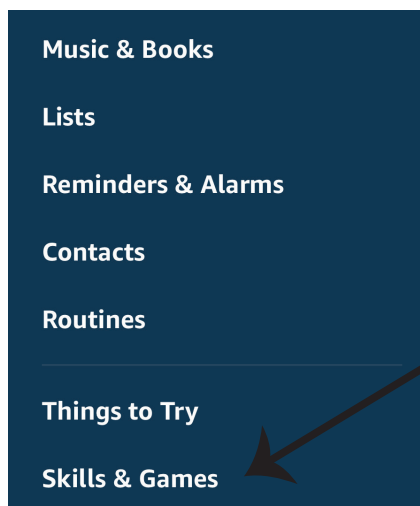 Music & Books
Lists
Reminders & Alarms
Contacts
Routines
Things to Try
Skills & Games